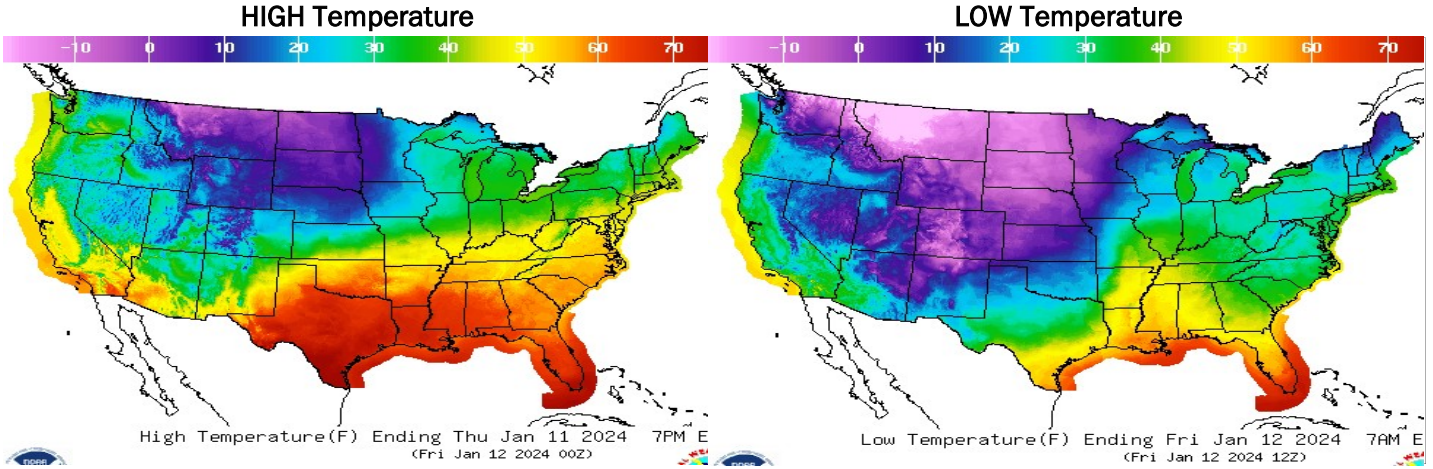 HIGH Temperature
LOW Temperature
-10 0 10 20 30 40 50 60 70
-10 0 10 20 30 40 50 60 70
High Temperature(F) Ending Thu Jan 11 2024 7PM E
(Fri Jan 12 2024 00Z)
Low Temperature(F) Ending Fri Jan 12 2024 7AM E
(Fri Jan 12 2024 12Z)